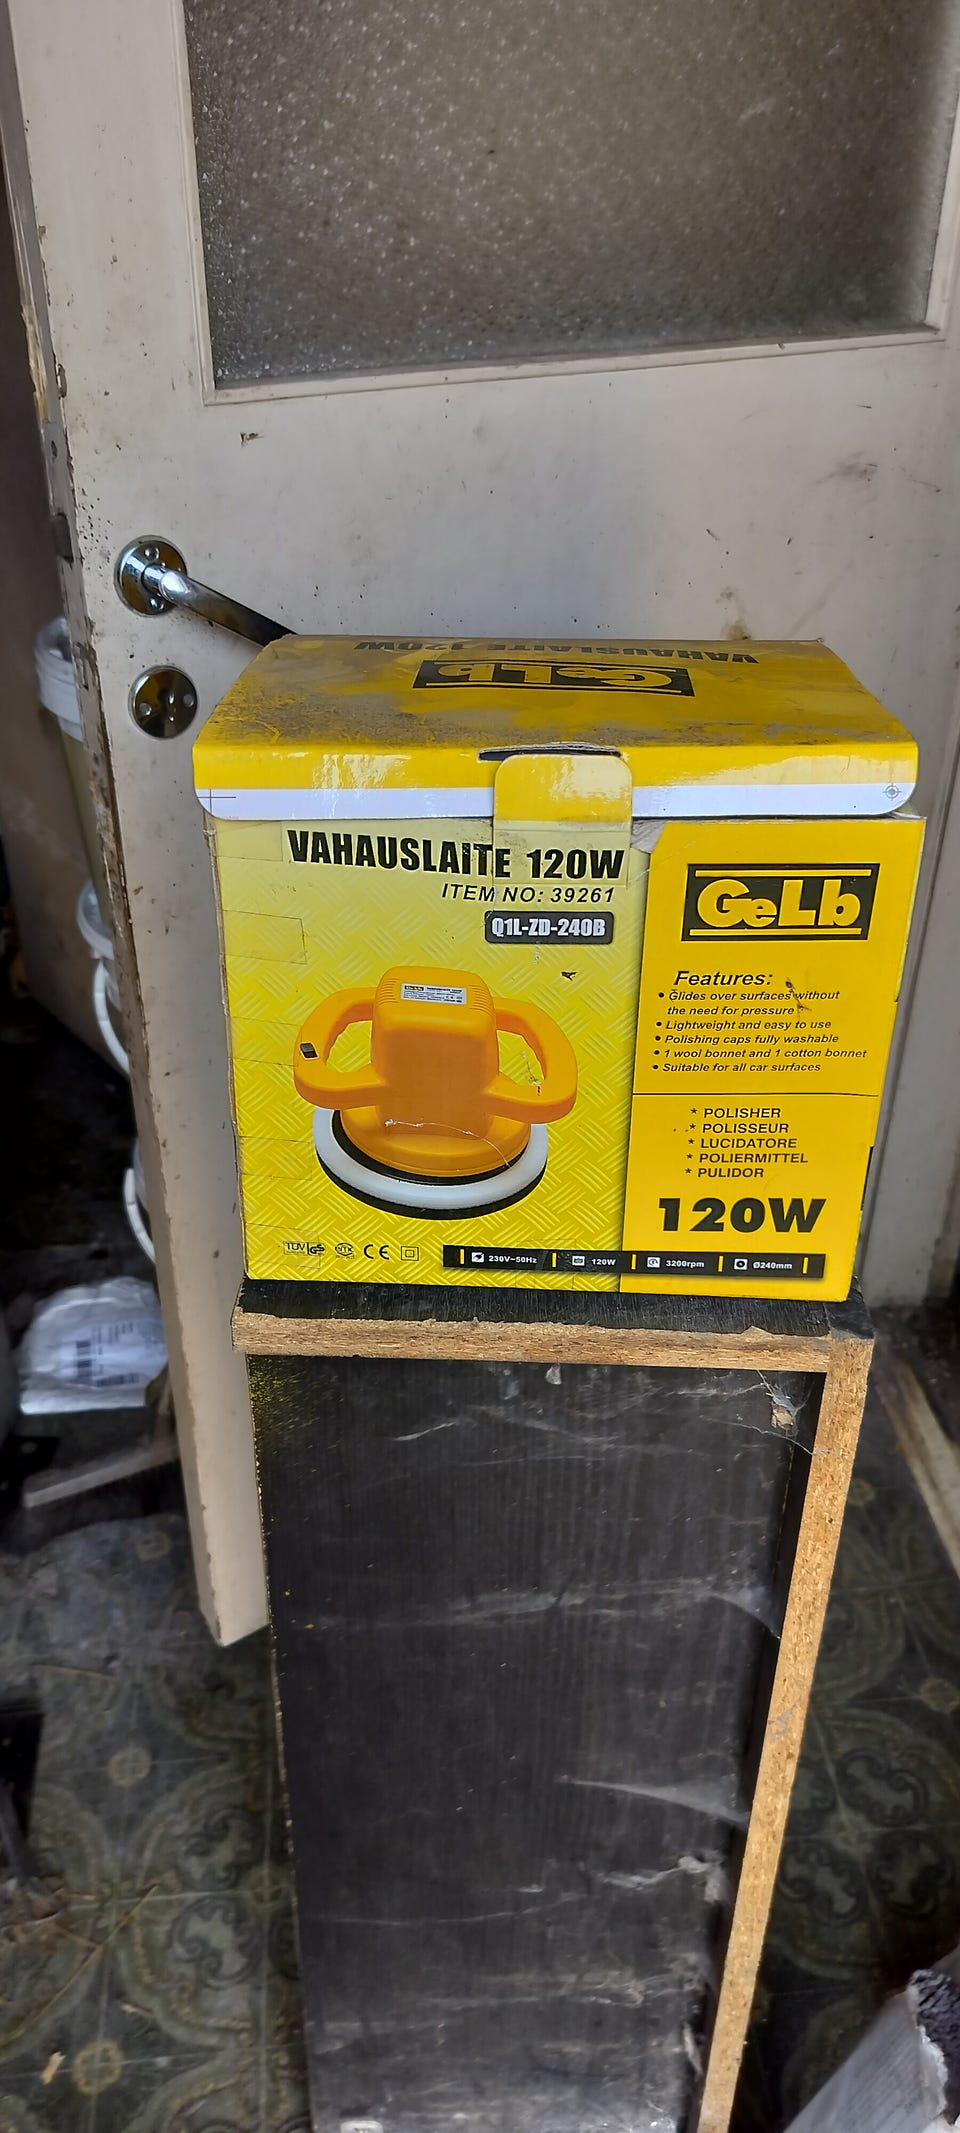 VAHAUSLAITE 120W
GeLb
VAHAUSLAITE 120W
ITEM NO: 39261
Q1L-ZD-240B
GeLb
Features:
• Glides over surfaces without
the need for pressure
• Lightweight and easy to use
• Polishing caps fully washable
• 1 wool bonnet and 1 cotton bonnet
• Suitable for all car surfaces
* POLISHER
* POLISSEUR
* LUCIDATORE
* POLIERMITTEL
* PULIDOR
120W
TÜV GS CE
230V~50Hz 120W 3200rpm Ø240mm